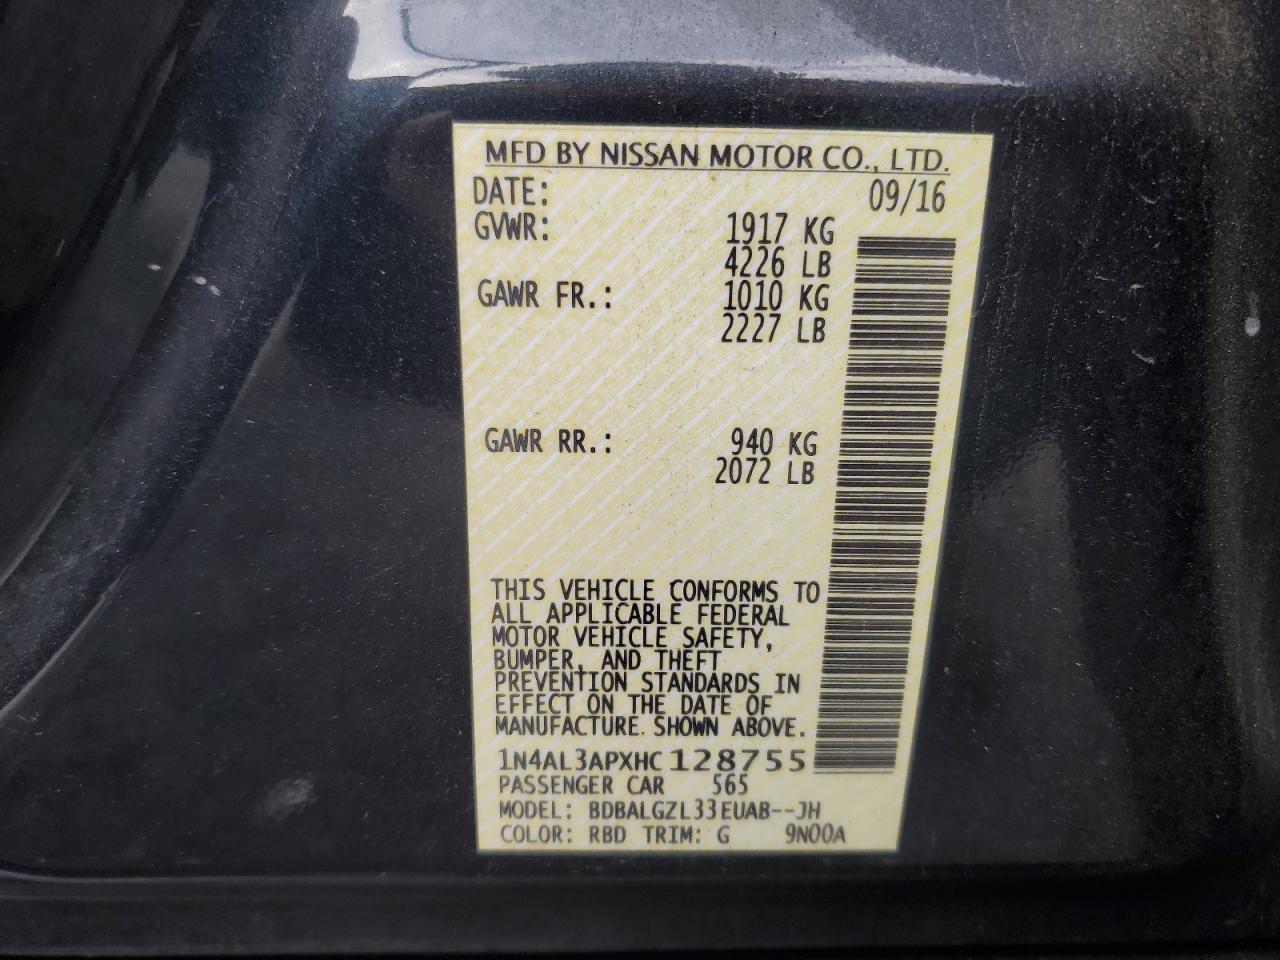 MFD BY NISSAN MOTOR CO., LTD.
DATE: 09/16
GVWR: 1917 KG
4226 LB
GAWR FR.: 1010 KG
2227 LB
GAWR RR.: 940 KG
2072 LB
THIS VEHICLE CONFORMS TO
ALL APPLICABLE FEDERAL
MOTOR VEHICLE SAFETY,
BUMPER, AND THEFT
PREVENTION STANDARDS IN
EFFECT ON THE DATE OF
MANUFACTURE SHOWN ABOVE.
1N4AL3APXHC128755
PASSENGER CAR 565
MODEL: BDBALGZL33EUAB--JH
COLOR: RBD TRIM: G 9N00A